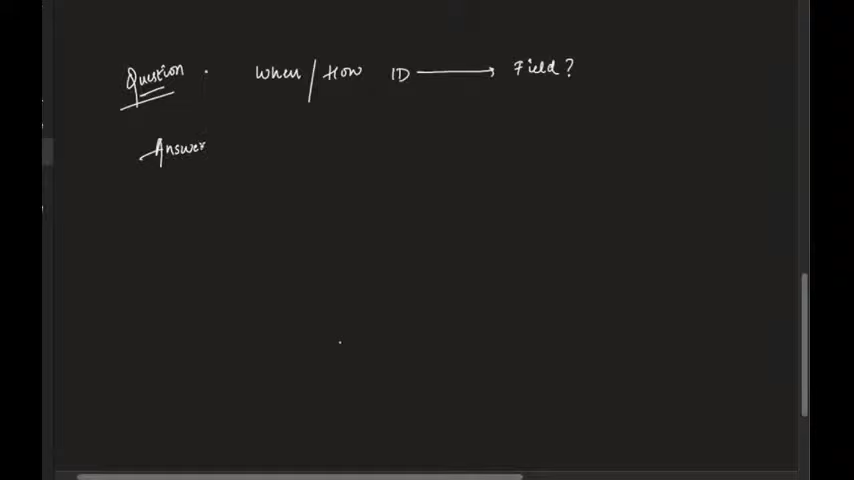 Question . When / How ID ⟶ Field ?
Answer